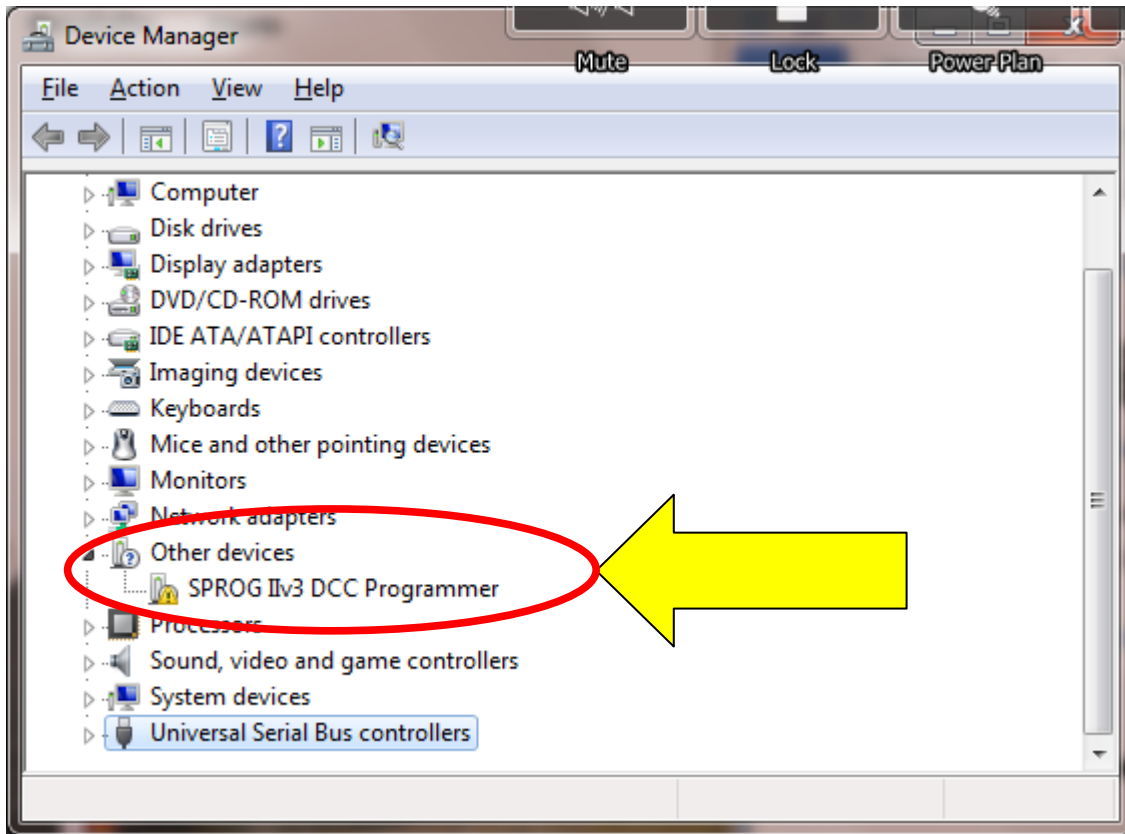 Device Manager
Mute
Lock
Power Plan
File Action View Help
Computer
Disk drives
Display adapters
DVD/CD-ROM drives
IDE ATA/ATAPI controllers
Imaging devices
Keyboards
Mice and other pointing devices
Monitors
Network adapters
Other devices
SPROG IIv3 DCC Programmer
Processors
Sound, video and game controllers
System devices
Universal Serial Bus controllers